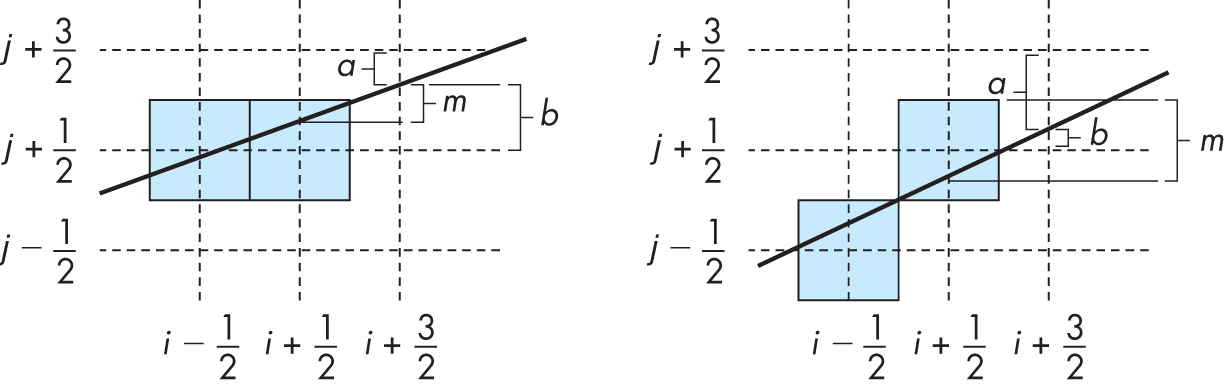 j + 3/2
a
m
b
j + 1/2
j − 1/2
i − 1/2 i + 1/2 i + 3/2
j + 3/2
a
b
m
j + 1/2
j − 1/2
i − 1/2 i + 1/2 i + 3/2